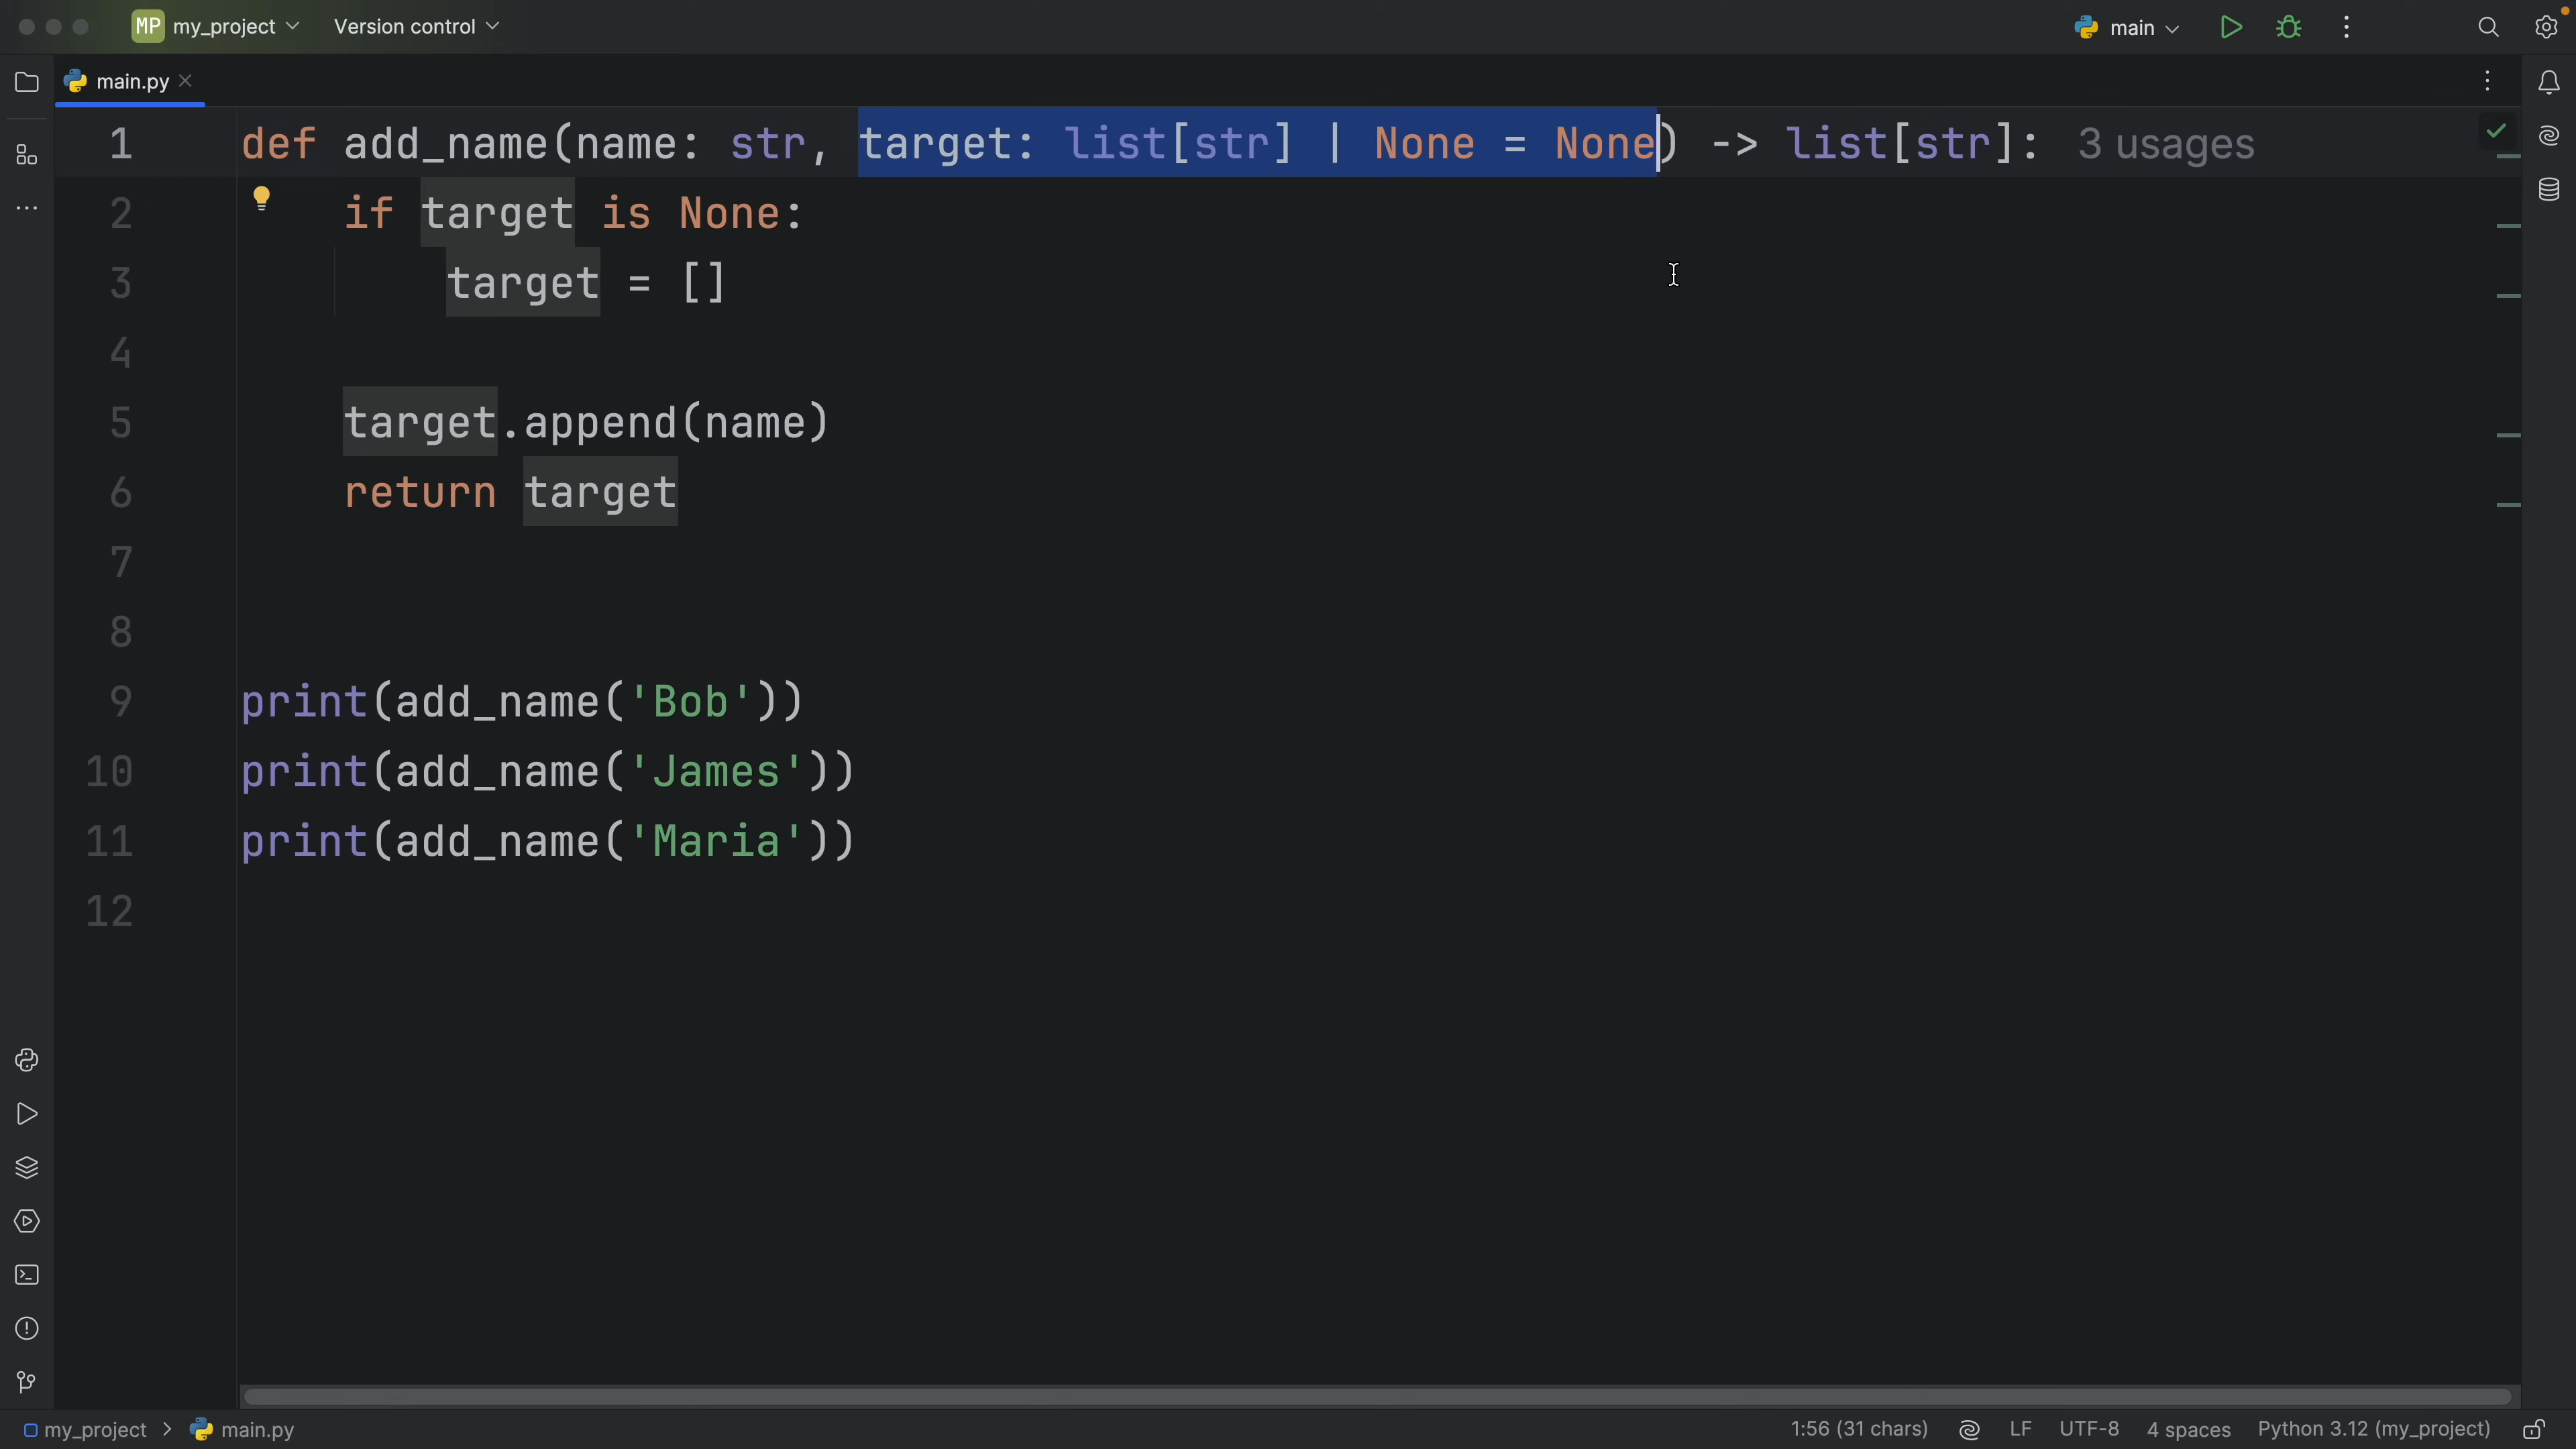 MP my_project Version control main
main.py
1 def add_name(name: str, target: list[str] | None = None) -> list[str]: 3 usages
2 if target is None:
3 target = []
4
5 target.append(name)
6 return target
7
8
9 print(add_name('Bob'))
10 print(add_name('James'))
11 print(add_name('Maria'))
12
my_project > main.py 1:56 (31 chars) LF UTF-8 4 spaces Python 3.12 (my_project)